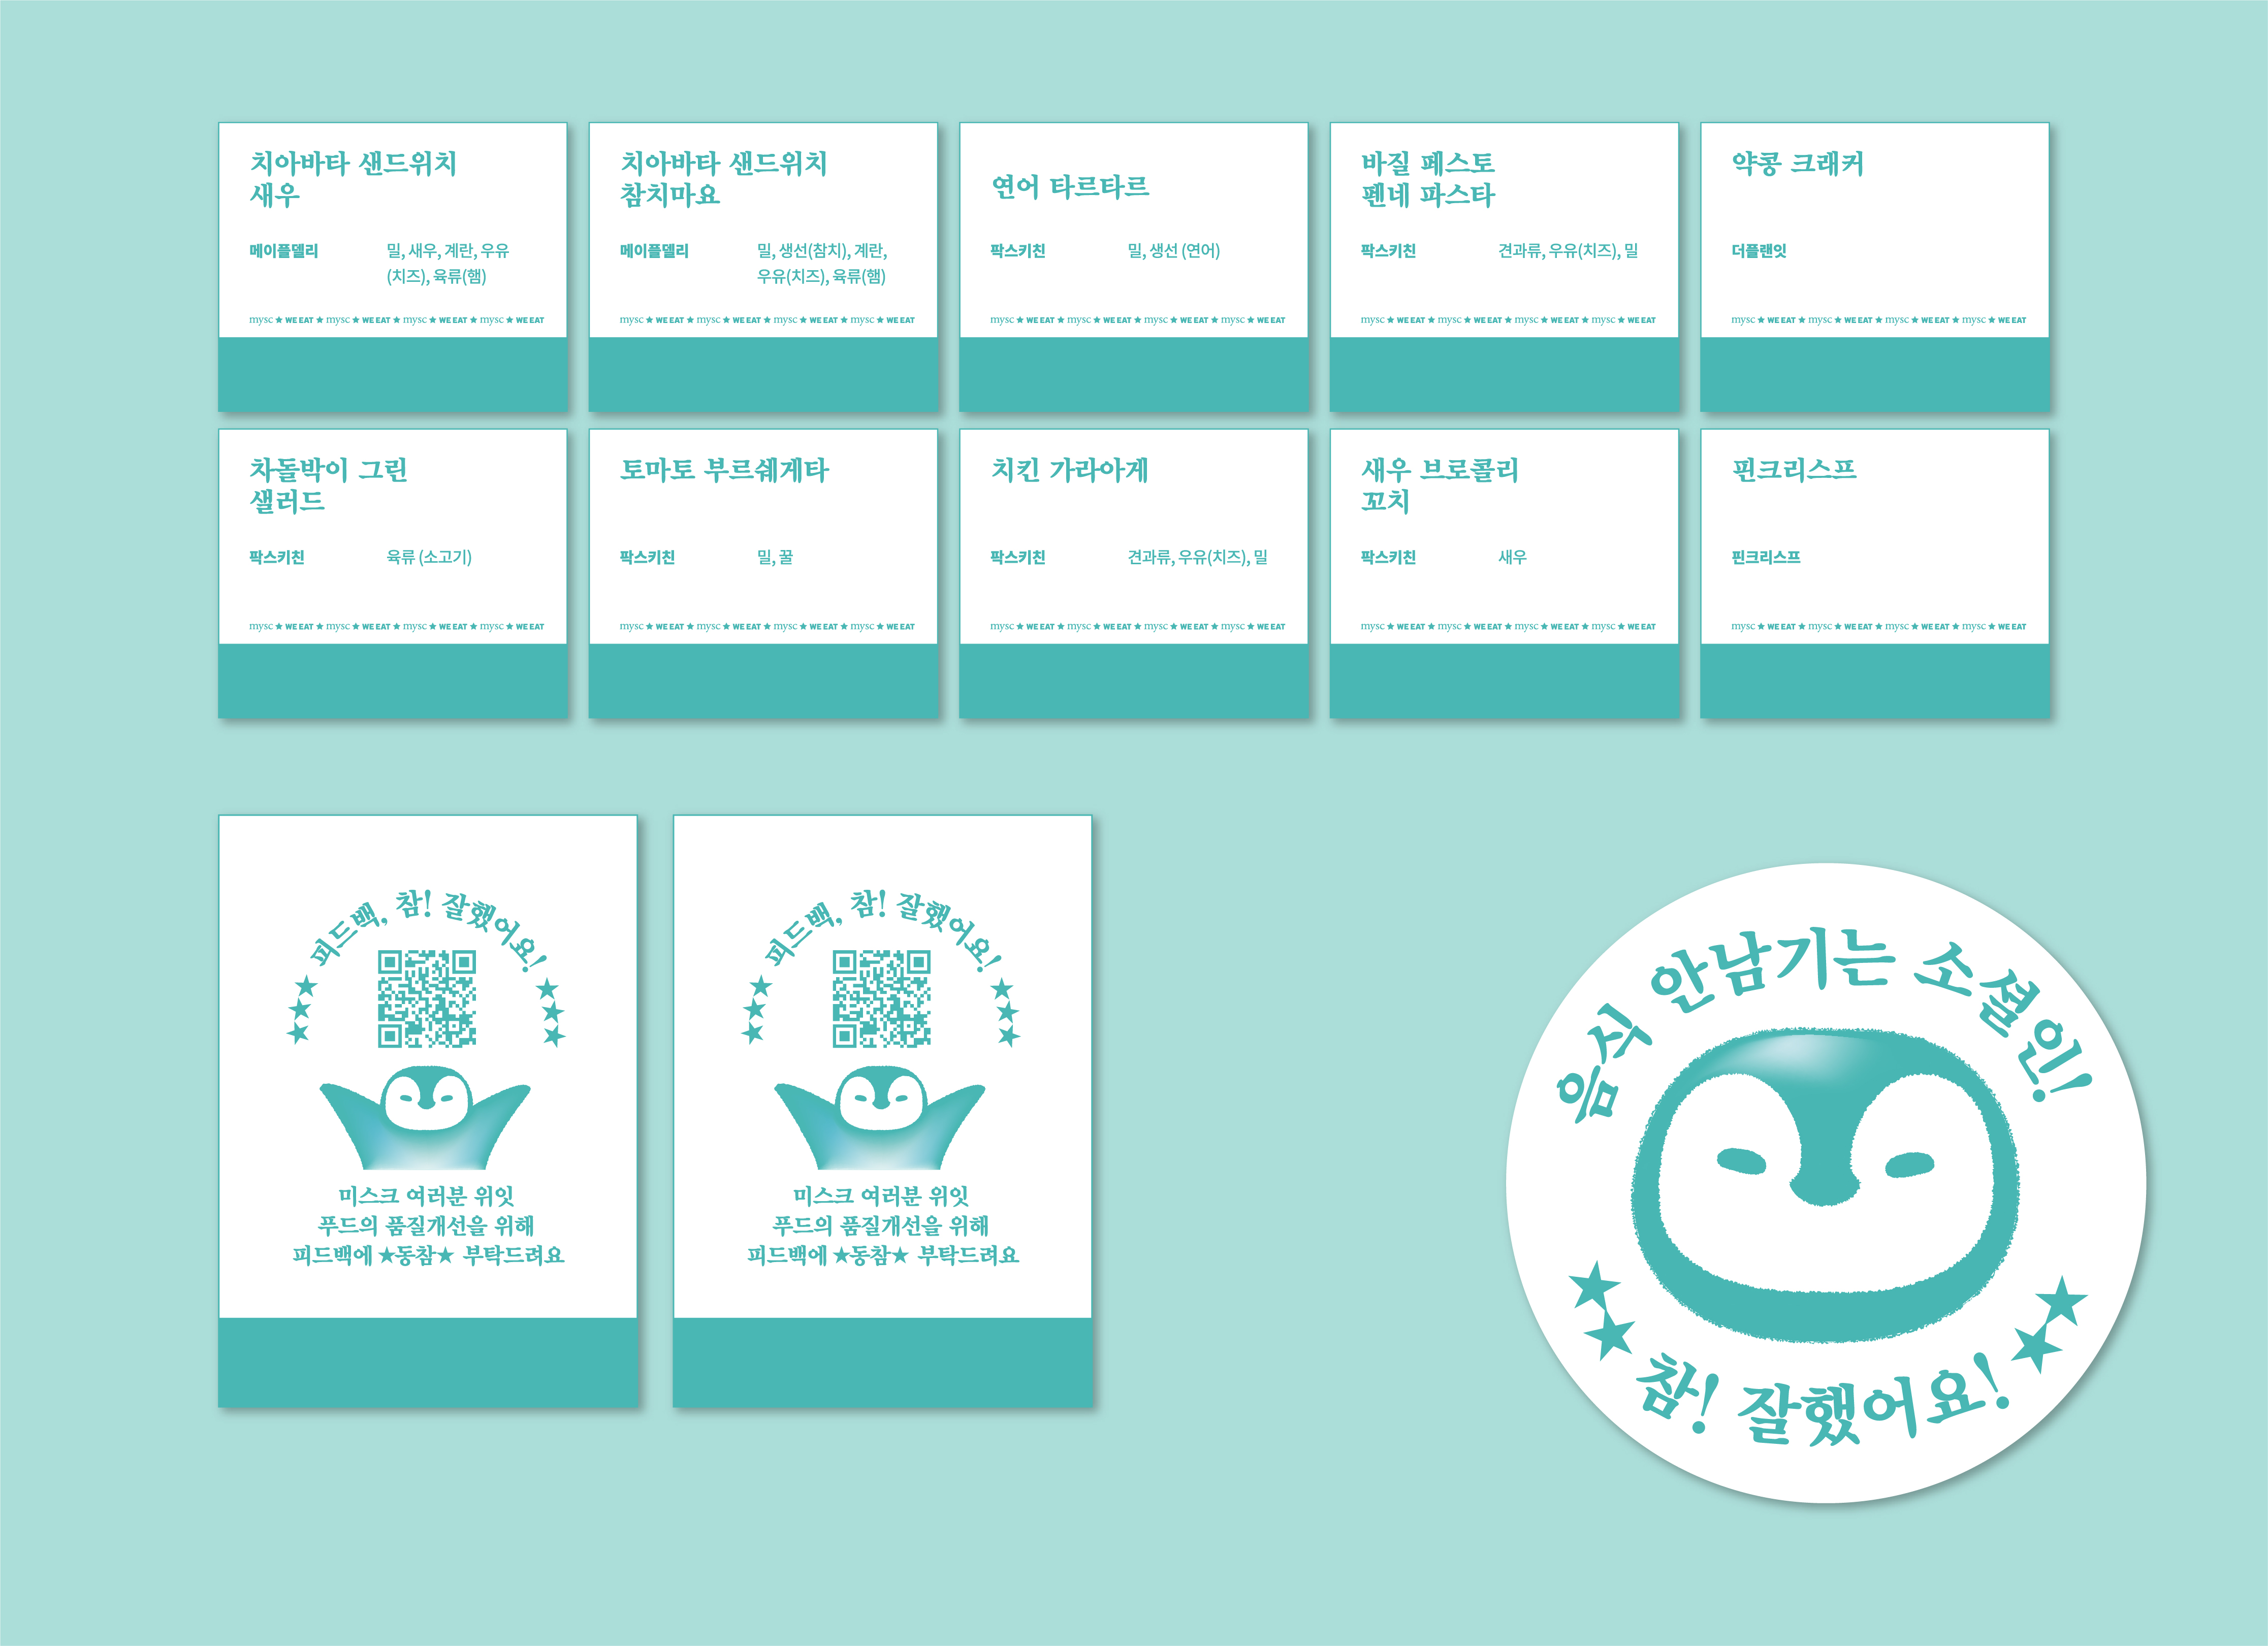 치아바타 샌드위치
새우
메이플델리
밀, 새우, 계란, 우유
(치즈), 육류(햄)
mysc ★ WE EAT ★ mysc ★ WE EAT ★ mysc ★ WE EAT ★ mysc ★ WE EAT
치아바타 샌드위치
참치마요
메이플델리
밀, 생선(참치), 계란,
우유(치즈), 육류(햄)
mysc ★ WE EAT ★ mysc ★ WE EAT ★ mysc ★ WE EAT ★ mysc ★ WE EAT
연어 타르타르
팍스키친
밀, 생선 (연어)
mysc ★ WE EAT ★ mysc ★ WE EAT ★ mysc ★ WE EAT ★ mysc ★ WE EAT
바질 페스토
펜네 파스타
팍스키친
견과류, 우유(치즈), 밀
mysc ★ WE EAT ★ mysc ★ WE EAT ★ mysc ★ WE EAT ★ mysc ★ WE EAT
약콩 크래커
더플랜잇
mysc ★ WE EAT ★ mysc ★ WE EAT ★ mysc ★ WE EAT ★ mysc ★ WE EAT
차돌박이 그린
샐러드
팍스키친
육류 (소고기)
mysc ★ WE EAT ★ mysc ★ WE EAT ★ mysc ★ WE EAT ★ mysc ★ WE EAT
토마토 부르쉐게타
팍스키친
밀, 꿀
mysc ★ WE EAT ★ mysc ★ WE EAT ★ mysc ★ WE EAT ★ mysc ★ WE EAT
치킨 가라아게
팍스키친
견과류, 우유(치즈), 밀
mysc ★ WE EAT ★ mysc ★ WE EAT ★ mysc ★ WE EAT ★ mysc ★ WE EAT
새우 브로콜리
꼬치
팍스키친
새우
mysc ★ WE EAT ★ mysc ★ WE EAT ★ mysc ★ WE EAT ★ mysc ★ WE EAT
핀크리스프
핀크리스프
mysc ★ WE EAT ★ mysc ★ WE EAT ★ mysc ★ WE EAT ★ mysc ★ WE EAT
★★★ 피드백, 참! 잘했어요! ★★★
미스크 여러분 위잇
푸드의 품질개선을 위해
피드백에 ★동참★ 부탁드려요
★★★ 피드백, 참! 잘했어요! ★★★
미스크 여러분 위잇
푸드의 품질개선을 위해
피드백에 ★동참★ 부탁드려요
음식 안남기는 소셜인!
★★ 참! 잘했어요! ★★